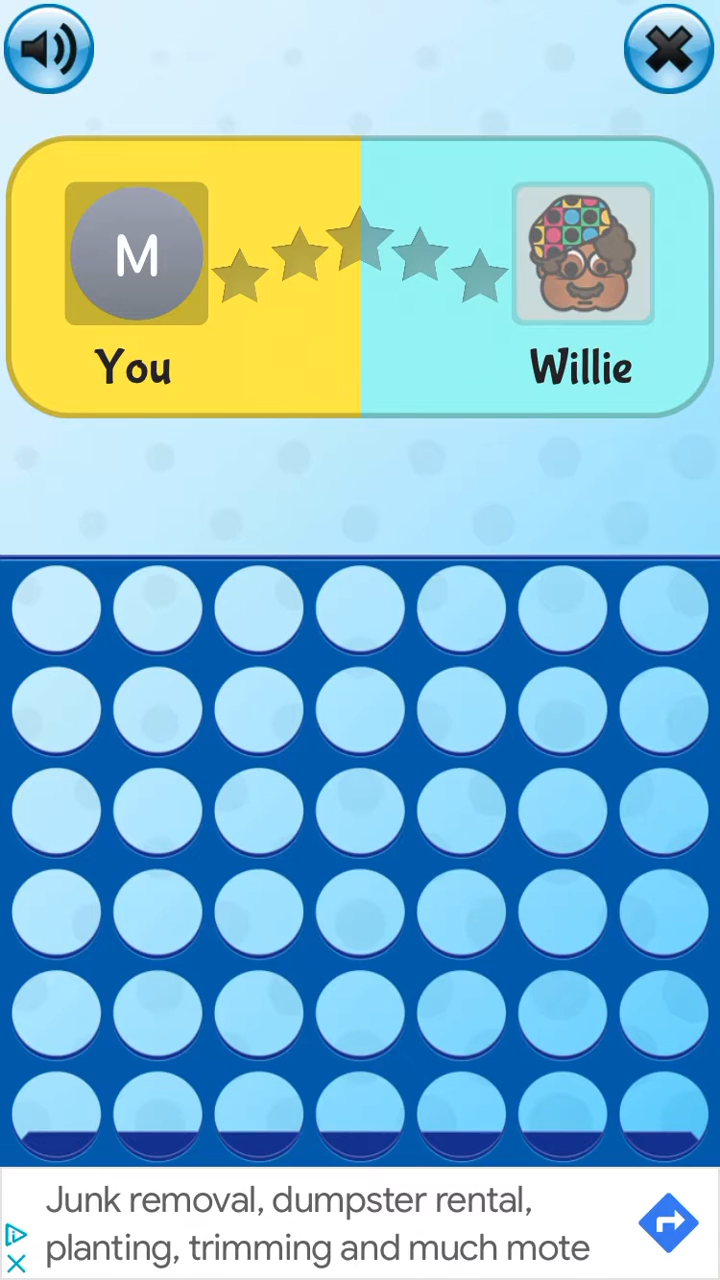 M
You
Willie
Junk removal, dumpster rental,
planting, trimming and much mote